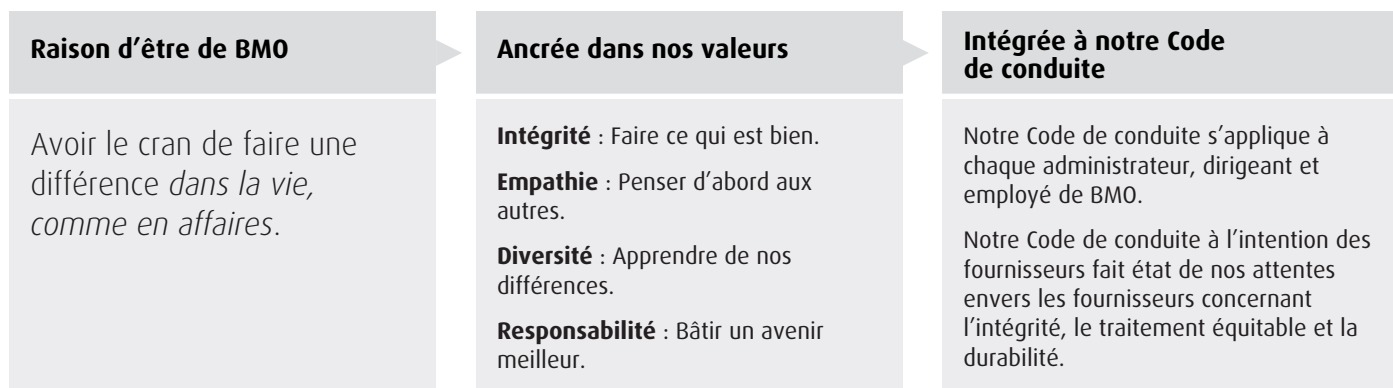 Raison d'être de BMO
Avoir le cran de faire une
différence dans la vie,
comme en affaires.
Ancrée dans nos valeurs
Intégrité : Faire ce qui est bien.
Empathie : Penser d'abord aux
autres.
Diversité : Apprendre de nos
différences.
Responsabilité : Bâtir un avenir
meilleur.
Intégrée à notre Code
de conduite
Notre Code de conduite s'applique à
chaque administrateur, dirigeant et
employé de BMO.
Notre Code de conduite à l'intention des
fournisseurs fait état de nos attentes
envers les fournisseurs concernant
l'intégrité, le traitement équitable et la
durabilité.